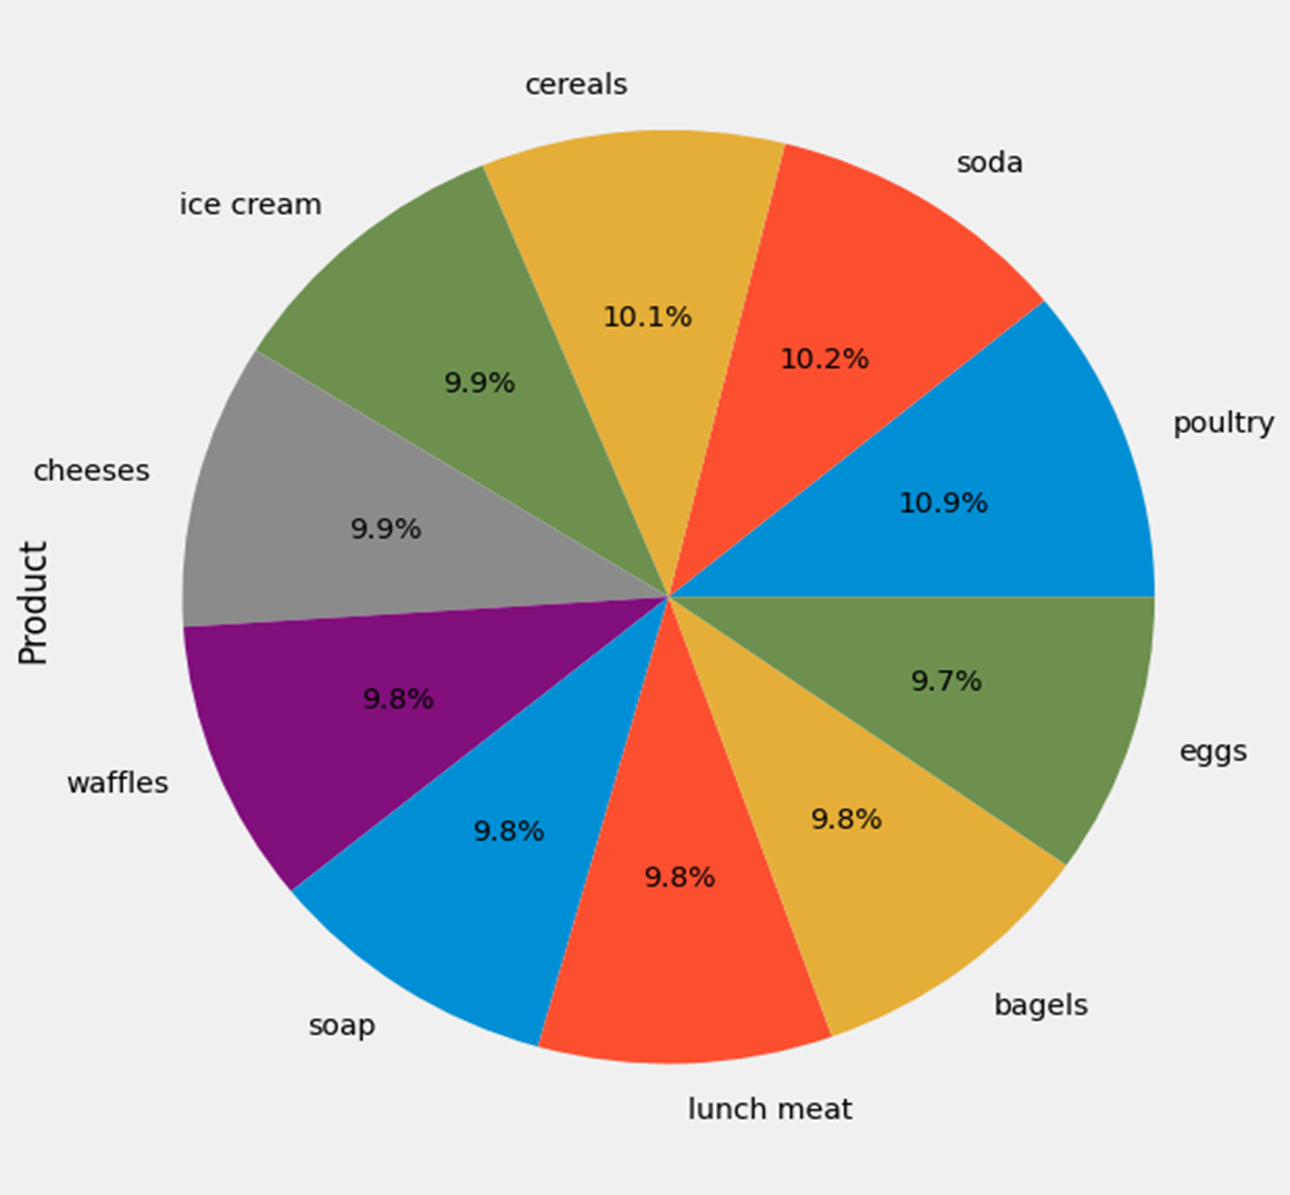 cereals
soda
ice cream
10.1%
10.2%
9.9%
poultry
cheeses
10.9%
9.9%
Product
9.7%
9.8%
eggs
waffles
9.8%
9.8%
9.8%
bagels
soap
lunch meat